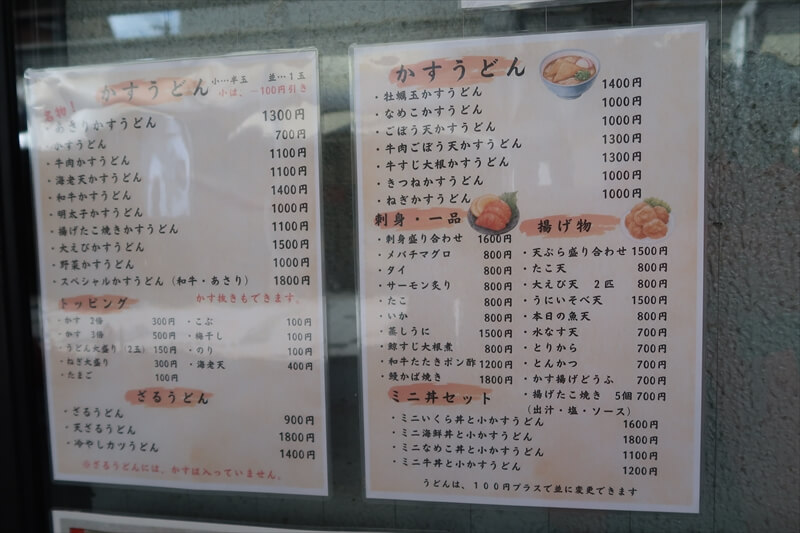 かすうどん
小…半玉 並…1玉
小は、-100円引き
名物!
・あさりかすうどん 1300円
・かすうどん 700円
・牛肉かすうどん 1100円
・海老天かすうどん 1100円
・和牛かすうどん 1400円
・明太子かすうどん 1000円
・揚げたこ焼きかすうどん 1100円
・大えびかすうどん 1500円
・野菜かすうどん 1000円
・スペシャルかすうどん(和牛・あさり) 1800円
かす抜きもできます。
トッピング
・かす 2倍 300円
・かす 3倍 500円
・うどん大盛り(2玉) 150円
・ねぎ大盛り 300円
・たまご 100円
・こぶ 100円
・梅干し 100円
・のり 100円
・海老天 400円
ざるうどん
・ざるうどん 900円
・天ざるうどん 1800円
・冷やしカツうどん 1400円
※ざるうどんには、かすは入っていません。
かすうどん
・牡蠣玉かすうどん 1400円
・なめこかすうどん 1000円
・ごぼう天かすうどん 1000円
・牛肉ごぼう天かすうどん 1300円
・牛すじ大根かすうどん 1300円
・きつねかすうどん 1000円
・ねぎかすうどん 1000円
刺身・一品
・刺身盛り合わせ 1600円
・メバチマグロ 800円
・タイ 800円
・サーモン炙り 800円
・たこ 800円
・いか 800円
・蒸しうに 1500円
・鯨すじ大根煮 800円
・和牛たたきポン酢 1200円
・鰻かば焼き 1800円
揚げ物
・天ぷら盛り合わせ 1500円
・たこ天 800円
・大えび天 2匹 800円
・うにいそべ天 1500円
・本日の魚天 800円
・水なす天 700円
・とりから 700円
・とんかつ 700円
・かす揚げどうふ 700円
・揚げたこ焼き 5個 700円
(出汁・塩・ソース)
ミニ丼セット
・ミニいくら丼と小かすうどん 1600円
・ミニ海鮮丼と小かすうどん 1800円
・ミニなめこ丼と小かすうどん 1100円
・ミニ牛丼と小かすうどん 1200円
うどんは、100円プラスで並に変更できます